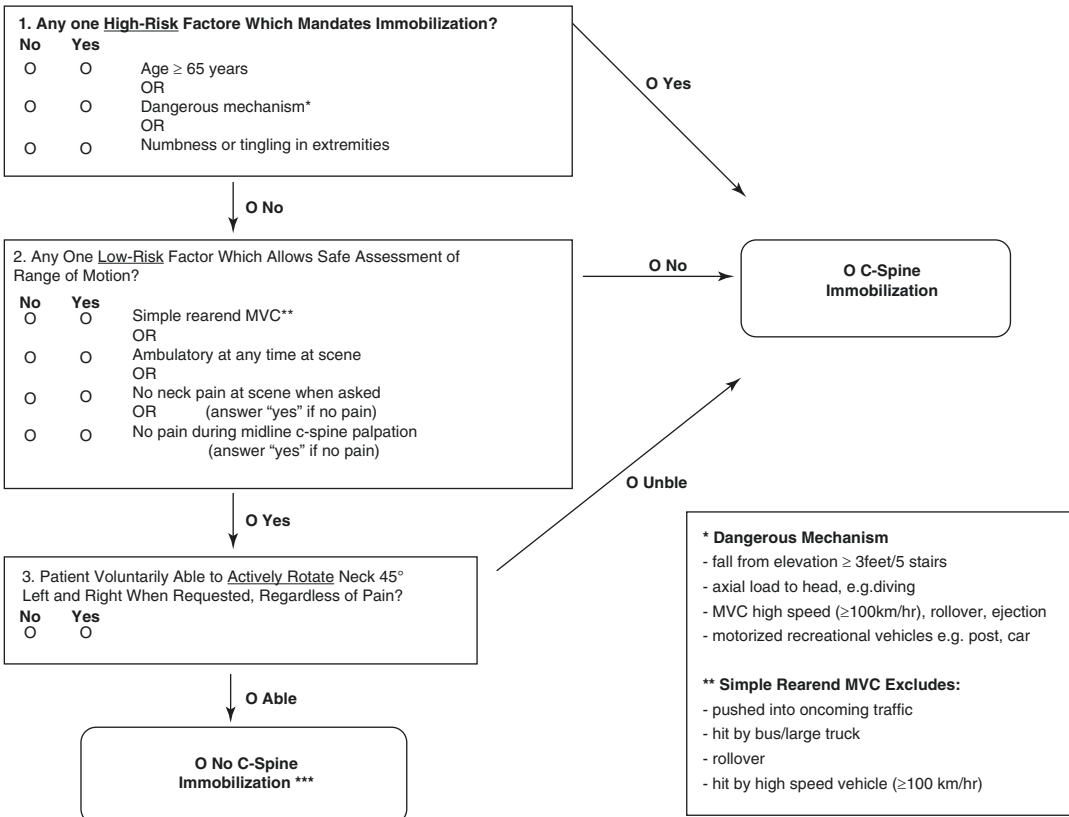 1. Any one High-Risk Factore Which Mandates Immobilization?
No Yes
O O Age ≥ 65 years
OR
O O Dangerous mechanism*
OR
O O Numbness or tingling in extremities
O Yes
O No
2. Any One Low-Risk Factor Which Allows Safe Assessment of
Range of Motion?
No Yes
O O Simple rearend MVC**
OR
O O Ambulatory at any time at scene
OR
O O No neck pain at scene when asked
OR (answer “yes” if no pain)
O O No pain during midline c-spine palpation
(answer “yes” if no pain)
O No
O C-Spine
Immobilization
O Unble
O Yes
3. Patient Voluntarily Able to Actively Rotate Neck 45°
Left and Right When Requested, Regardless of Pain?
No Yes
O O
O Able
O No C-Spine
Immobilization ***
* Dangerous Mechanism
- fall from elevation ≥ 3feet/5 stairs
- axial load to head, e.g.diving
- MVC high speed (≥100km/hr), rollover, ejection
- motorized recreational vehicles e.g. post, car
** Simple Rearend MVC Excludes:
- pushed into oncoming traffic
- hit by bus/large truck
- rollover
- hit by high speed vehicle (≥100 km/hr)